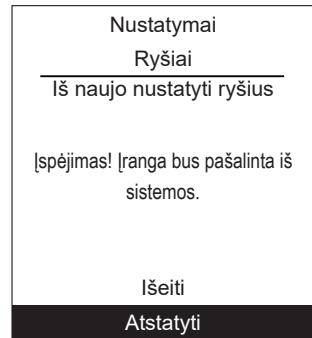 Nustatymai
Ryšiai
Iš naujo nustatyti ryšius
Įspėjimas! Įranga bus pašalinta iš
sistemos.
Išeiti
Atstatyti